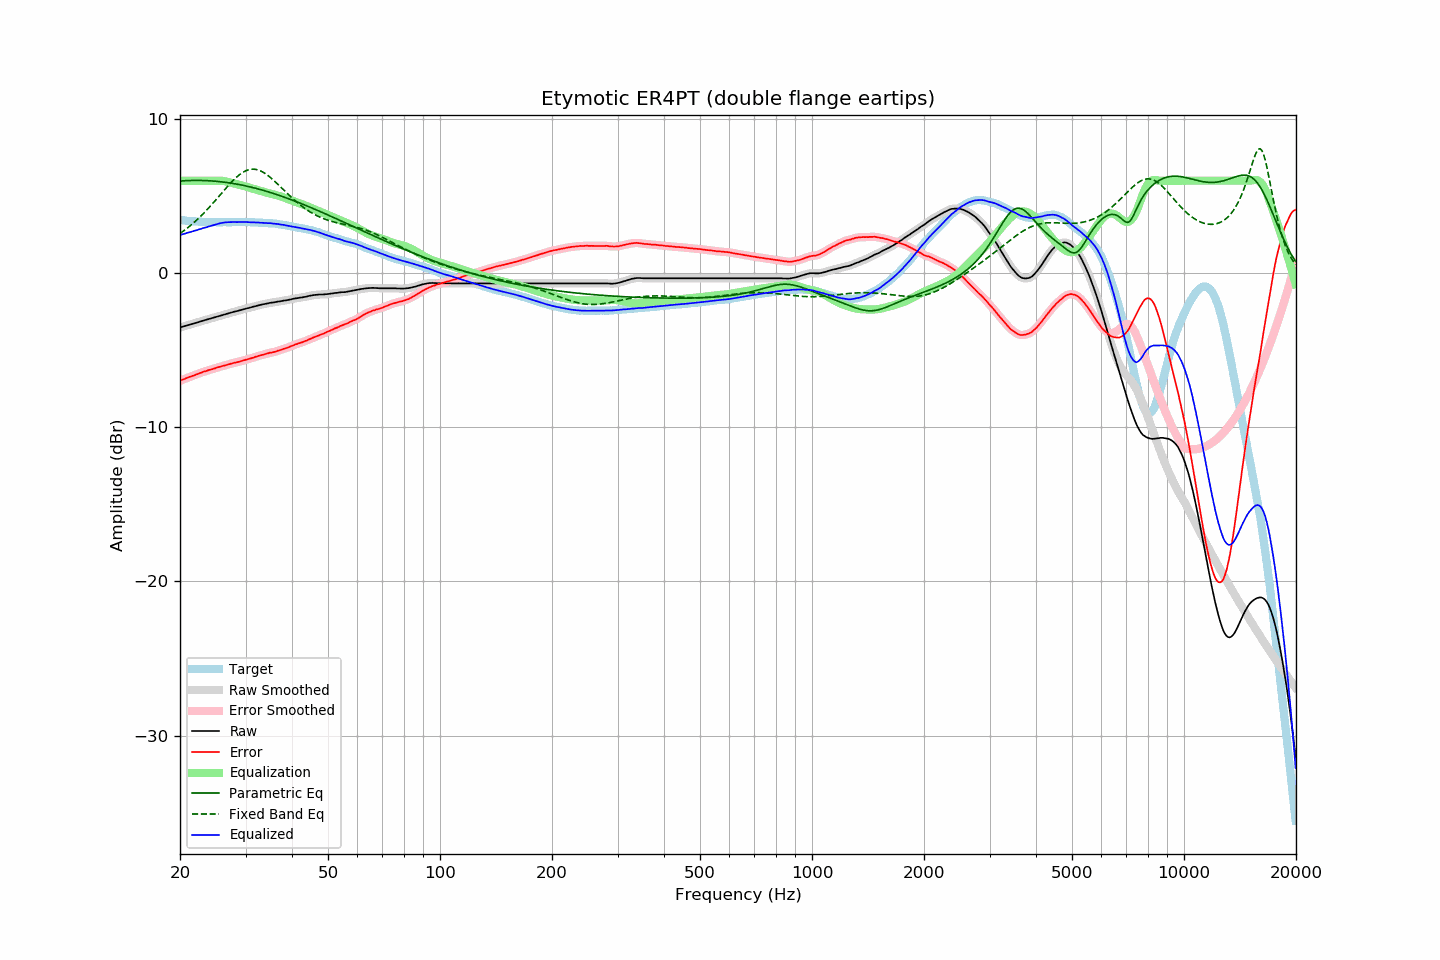 Etymotic ER4PT (double flange eartips)
10
0
−10
−20
−30
Amplitude (dBr)
Target
Raw Smoothed
Error Smoothed
Raw
Error
Equalization
Parametric Eq
Fixed Band Eq
Equalized
20 50 100 200 500 1000 2000 5000 10000 20000
Frequency (Hz)